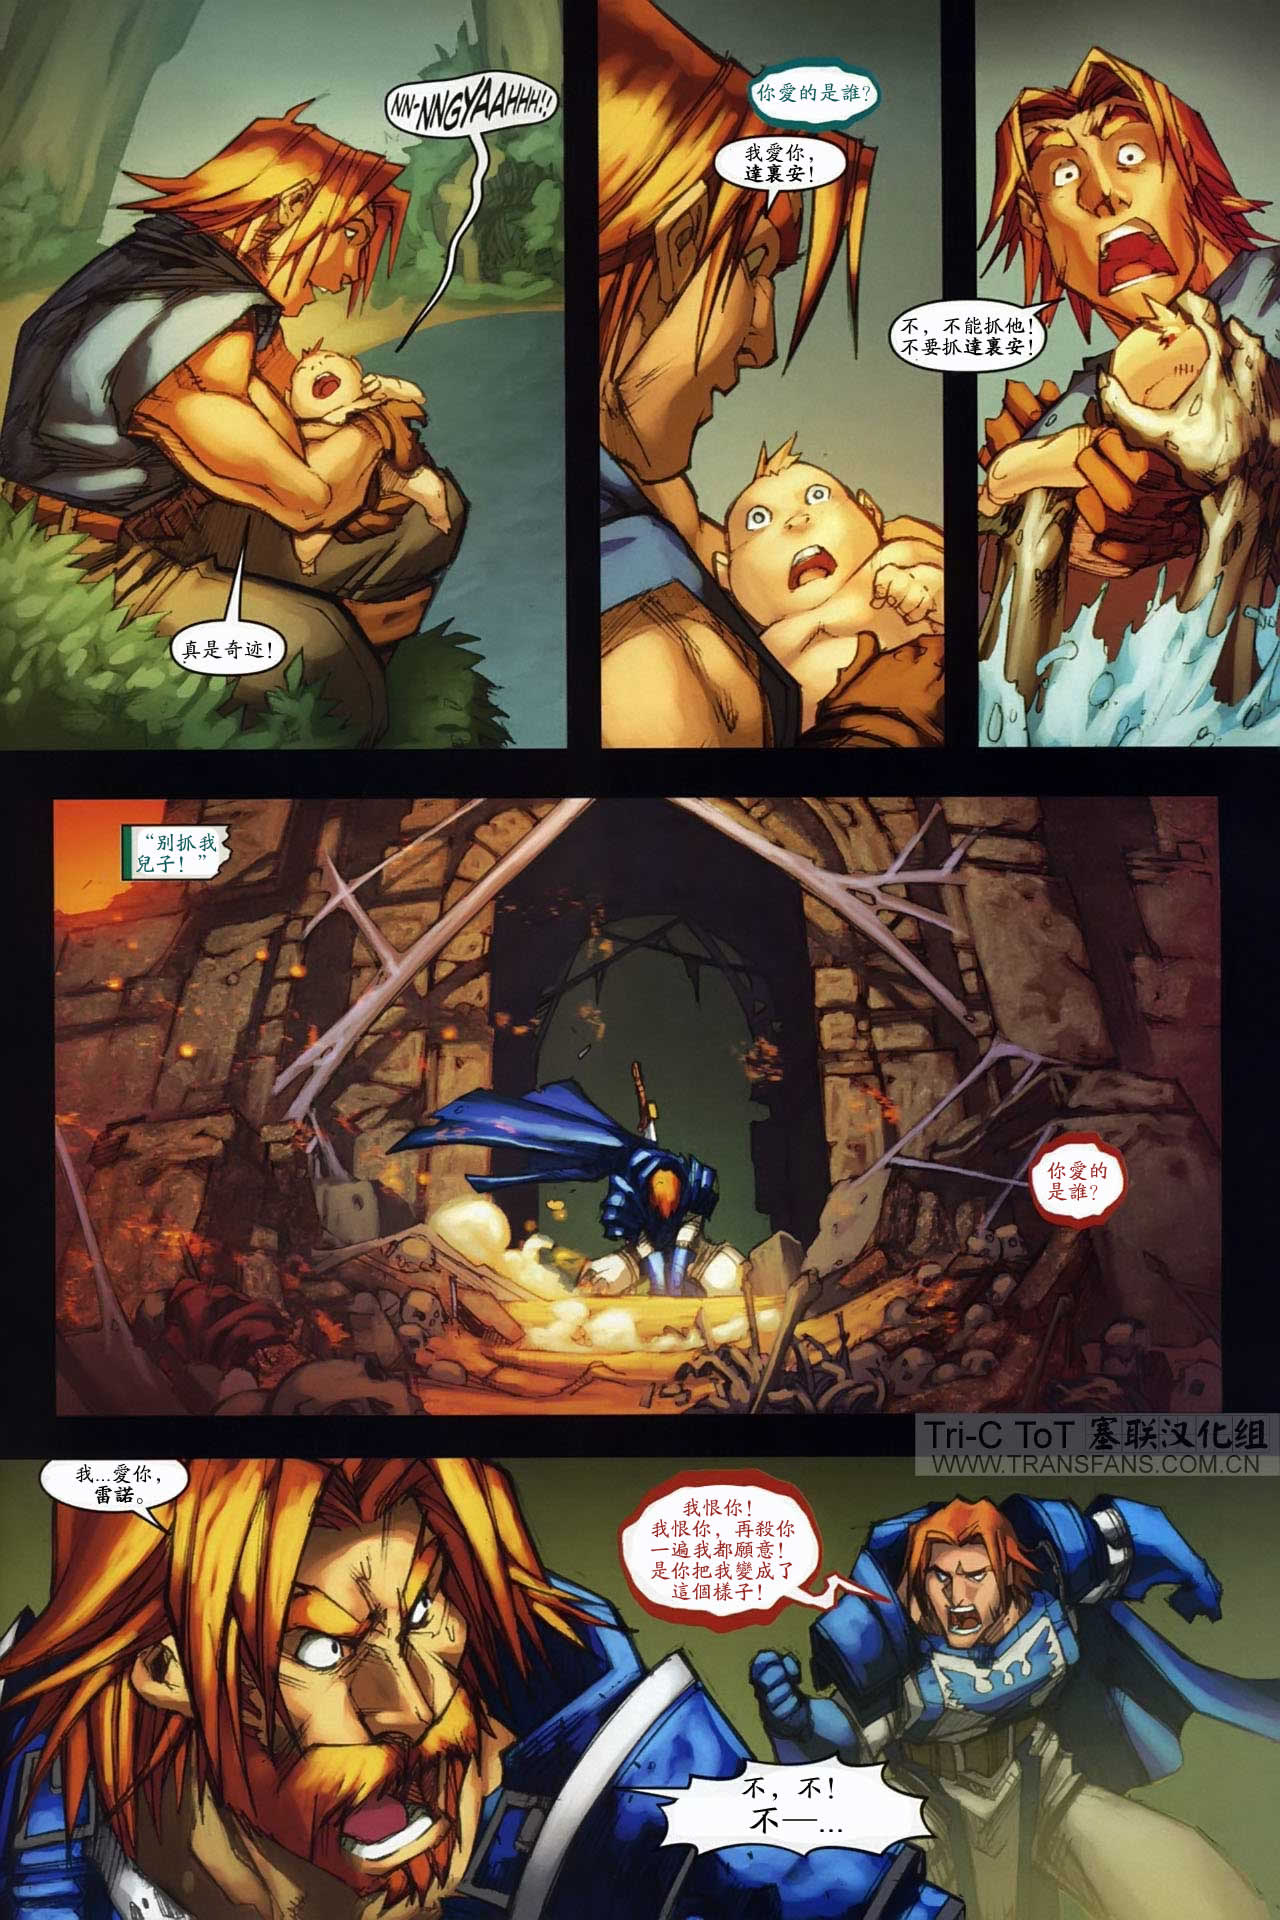 NN-NNGYAAHHH!!
真是奇迹！
你愛的是誰？
我愛你，
達裏安！
不，不能抓他！
不要抓達裏安！
“别抓我
兒子！”
你愛的
是誰？
Tri-C ToT 塞联汉化组
WWW.TRANSFANS.COM.CN
我...愛你，
雷諾。
我恨你！
我恨你，再殺你
一遍我都願意！
是你把我變成了
這個樣子！
不，不！
不—...